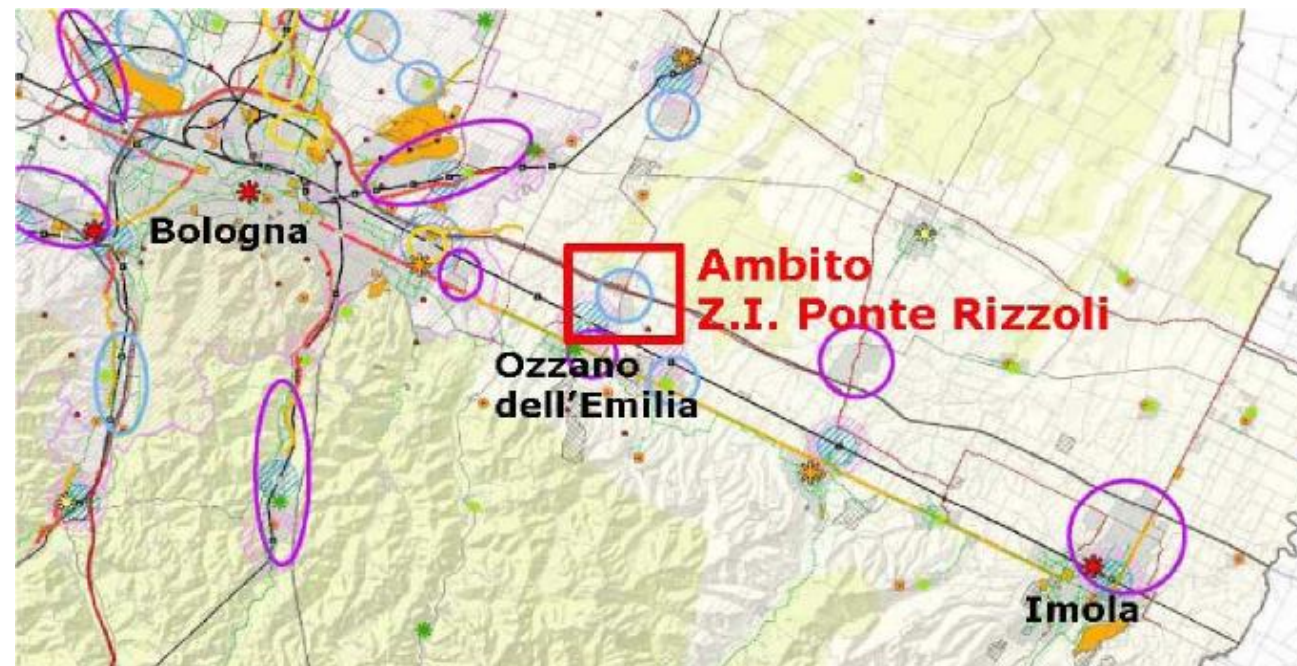 Bologna
Ambito
Z.I. Ponte Rizzoli
Ozzano
dell'Emilia
Imola